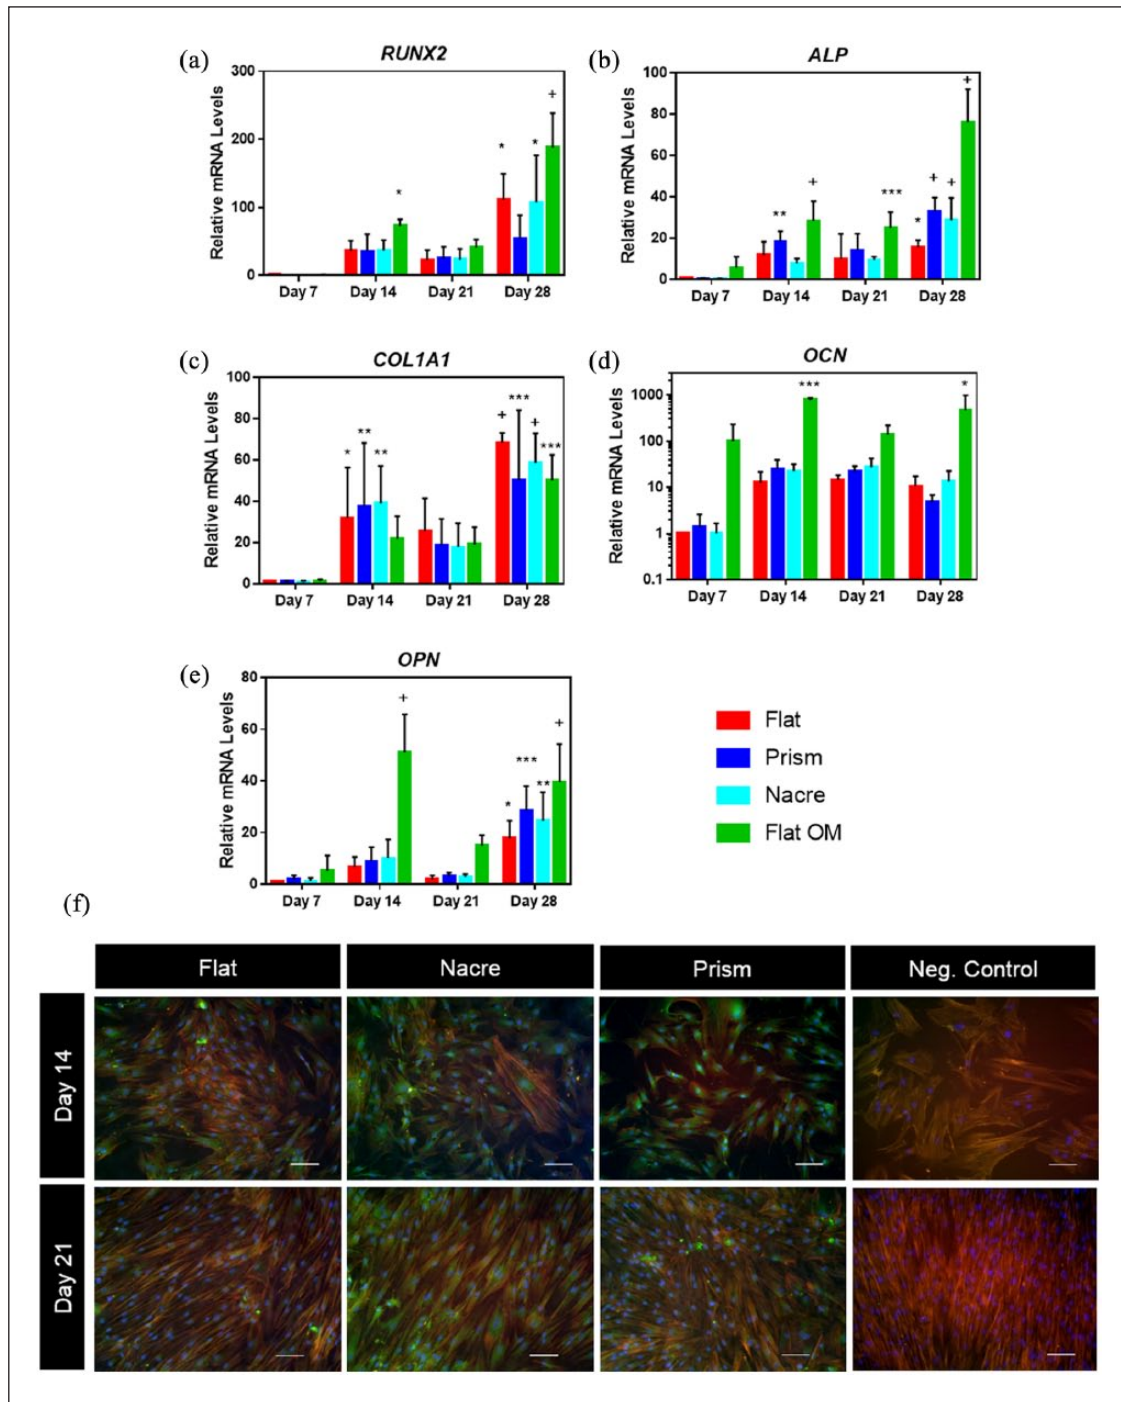 (a)
RUNX2
Relative mRNA Levels
300
200
100
0
*
*
*
+
Day 7 Day 14 Day 21 Day 28
(b)
ALP
Relative mRNA Levels
100
80
60
40
20
0
**
+
***
*
+
+
+
Day 7 Day 14 Day 21 Day 28
(c)
COL1A1
Relative mRNA Levels
100
80
60
40
20
0
*
**
**
+
***
+
***
Day 7 Day 14 Day 21 Day 28
(d)
OCN
Relative mRNA Levels
1000
100
10
1
0.1
***
*
Day 7 Day 14 Day 21 Day 28
(e)
OPN
Relative mRNA Levels
80
60
40
20
0
+
*
***
**
+
Day 7 Day 14 Day 21 Day 28
Flat
Prism
Nacre
Flat OM
(f)
Flat Nacre Prism Neg. Control
Day 14
Day 21